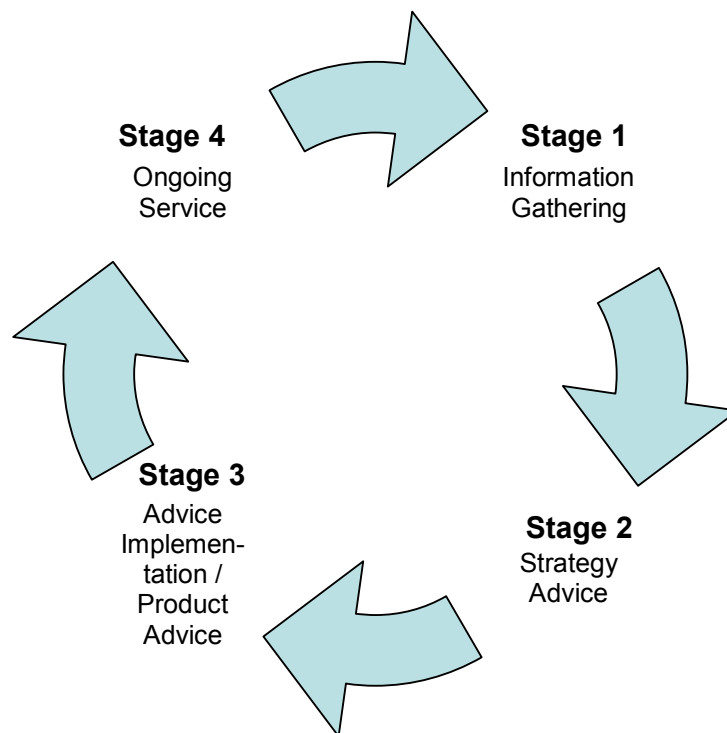 Stage 1
Information
Gathering
Stage 2
Strategy
Advice
Stage 3
Advice
Implemen-
tation /
Product
Advice
Stage 4
Ongoing
Service